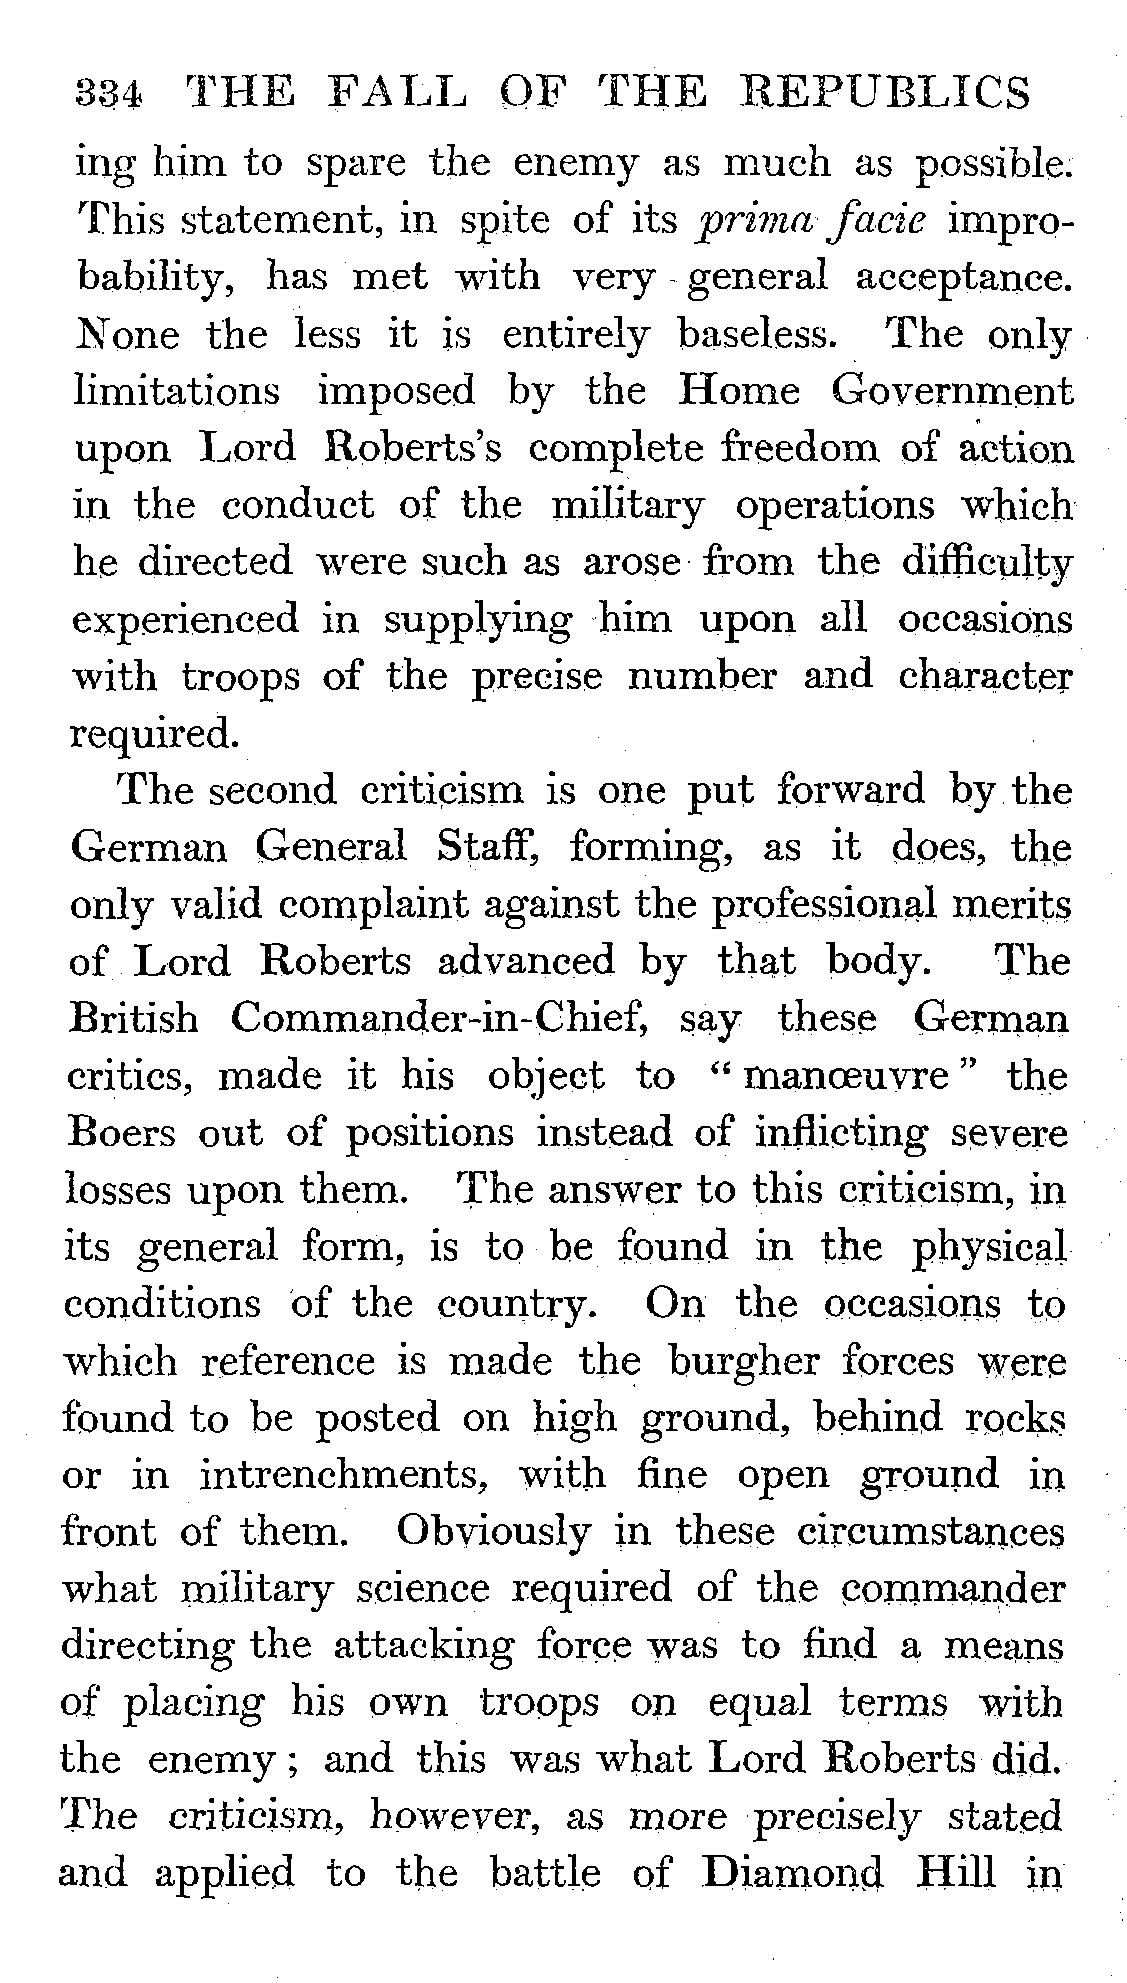 334 THE FALL OF THE REPUBLICS
ing him to spare the enemy as much as possible.
This statement, in spite of its prima facie impro-
bability, has met with very general acceptance.
None the less it is entirely baseless. The only
limitations imposed by the Home Government
upon Lord Roberts's complete freedom of action
in the conduct of the military operations which
he directed were such as arose from the difficulty
experienced in supplying him upon all occasions
with troops of the precise number and character
required.
The second criticism is one put forward by the
German General Staff, forming, as it does, the
only valid complaint against the professional merits
of Lord Roberts advanced by that body. The
British Commander-in-Chief, say these German
critics, made it his object to “ manœuvre ” the
Boers out of positions instead of inflicting severe
losses upon them. The answer to this criticism, in
its general form, is to be found in the physical
conditions of the country. On the occasions to
which reference is made the burgher forces were
found to be posted on high ground, behind rocks
or in intrenchments, with fine open ground in
front of them. Obviously in these circumstances
what military science required of the commander
directing the attacking force was to find a means
of placing his own troops on equal terms with
the enemy ; and this was what Lord Roberts did.
The criticism, however, as more precisely stated
and applied to the battle of Diamond Hill in